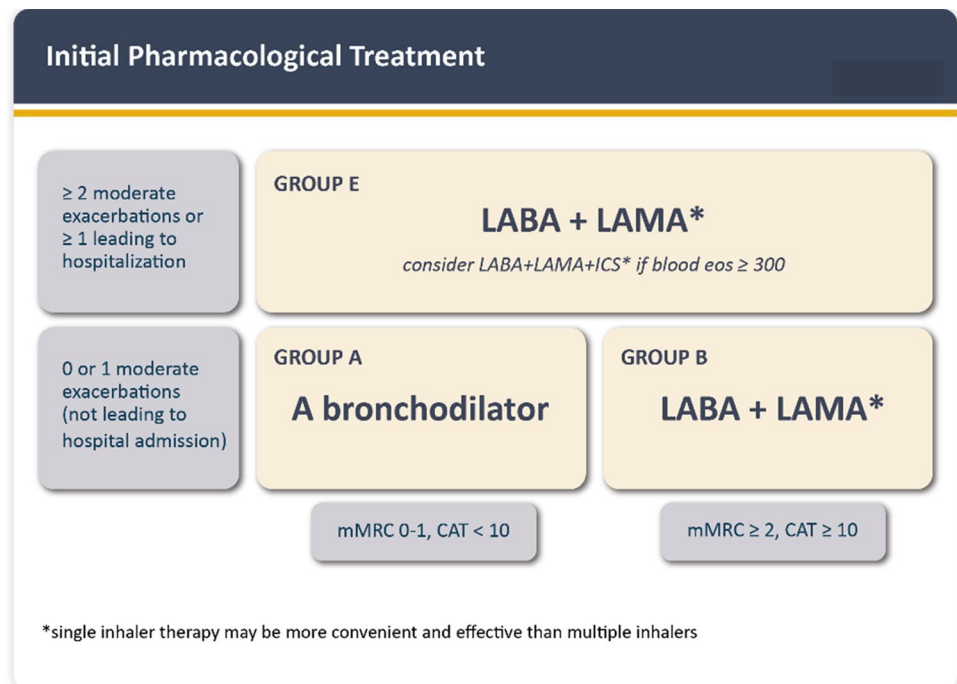 Initial Pharmacological Treatment
≥ 2 moderate
exacerbations or
≥ 1 leading to
hospitalization
GROUP E
LABA + LAMA*
consider LABA+LAMA+ICS* if blood eos ≥ 300
0 or 1 moderate
exacerbations
(not leading to
hospital admission)
GROUP A
A bronchodilator
GROUP B
LABA + LAMA*
mMRC 0-1, CAT < 10
mMRC ≥ 2, CAT ≥ 10
*single inhaler therapy may be more convenient and effective than multiple inhalers